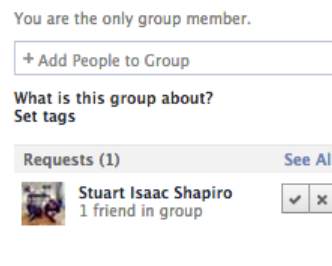 You are the only group member.
+ Add People to Group
What is this group about?
Set tags
Requests (1) See Al
Stuart Isaac Shapiro
1 friend in group